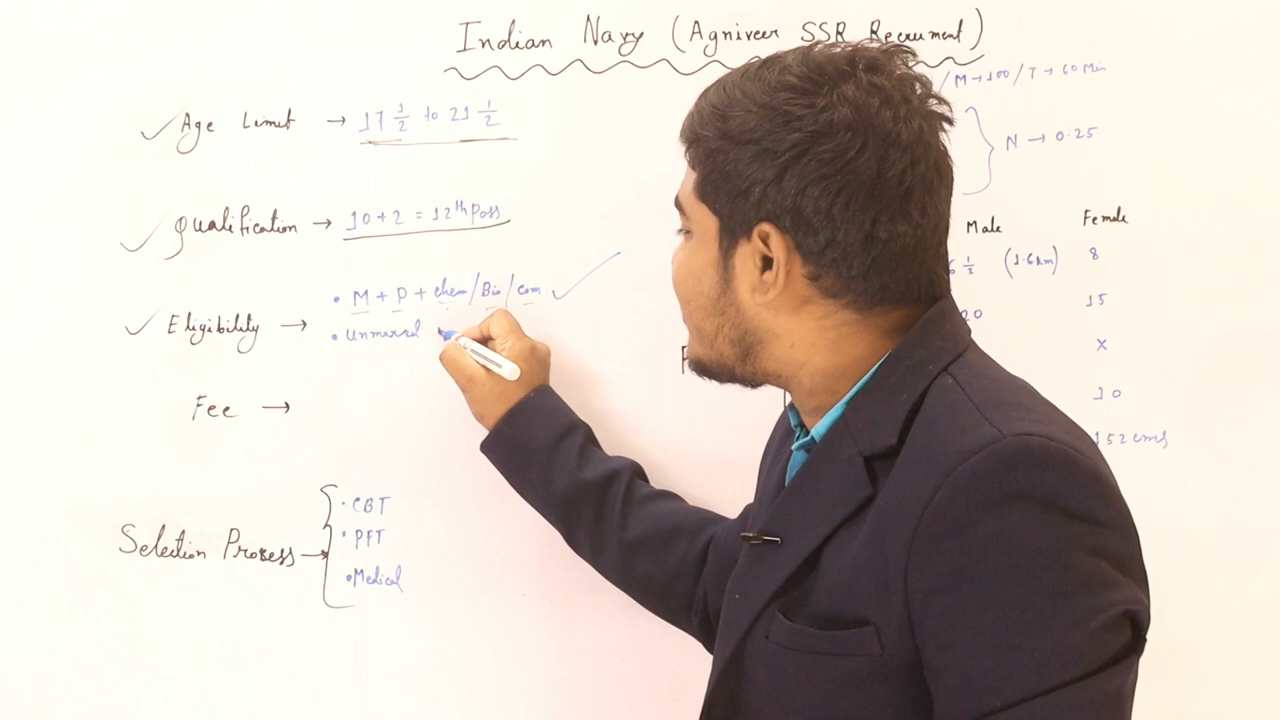 Indian Navy (Agniveer SSR Recrument)
✓ Age Limit → 17 1/2 to 21 1/2
✓ Qualification → 10+2 = 12th Pass
✓ Eligibility → • M + P + chem/Bio/com. ✓
• Unmarred
Fee →
Selection Process → • CBT
• PFT
• Medical
/M→100/T→60 Min
} N → 0.25
Male Female
6 1/2 (1.6km) 8
20 15
x
10
152 cms